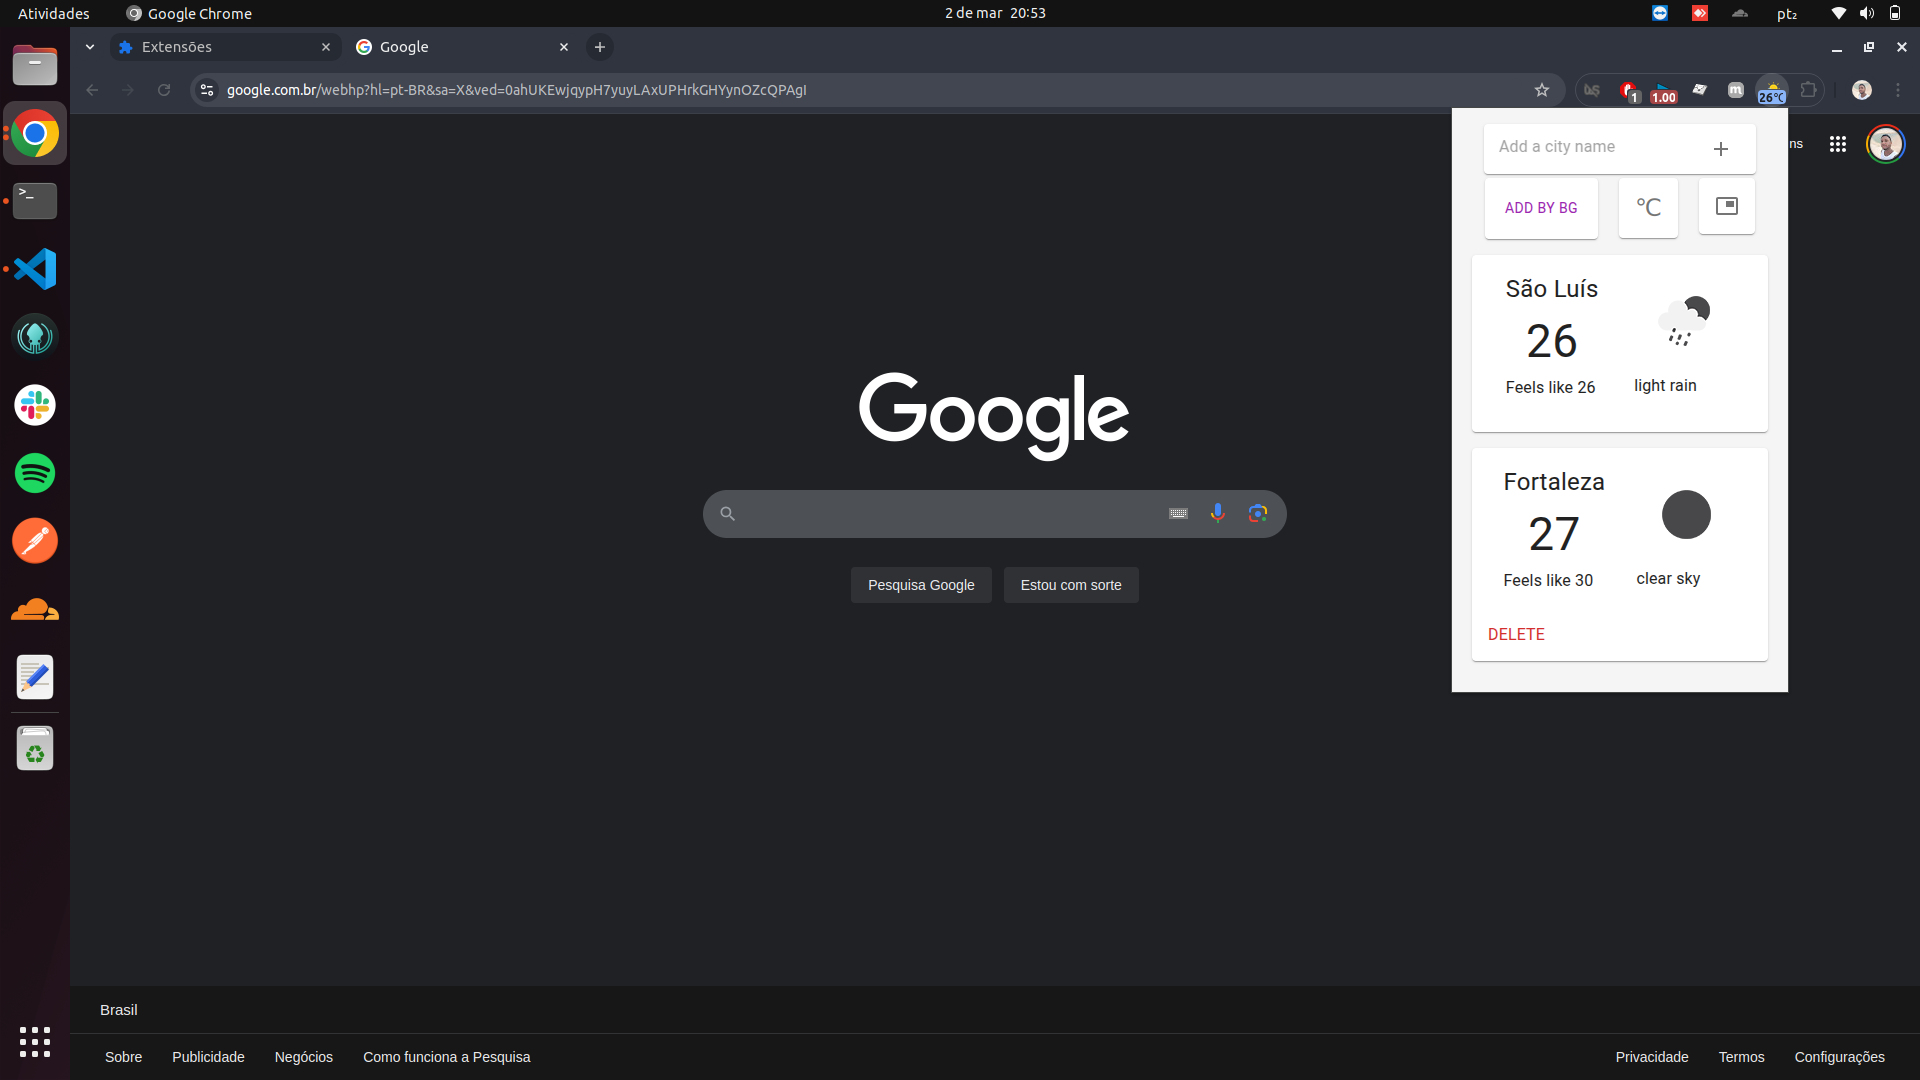 Atividades
Google Chrome
2 de mar 20:53
pt₂
Extensões
Google
google.com.br/webhp?hl=pt-BR&sa=X&ved=0ahUKEwjqypH7yuyLAxUPHrkGHYynOZcQPAgI
1
1.00
m
26°C
ns
Add a city name
ADD BY BG
°C
São Luís
26
Feels like 26
light rain
Fortaleza
27
Feels like 30
clear sky
DELETE
Google
Pesquisa Google
Estou com sorte
Brasil
Sobre
Publicidade
Negócios
Como funciona a Pesquisa
Privacidade
Termos
Configurações